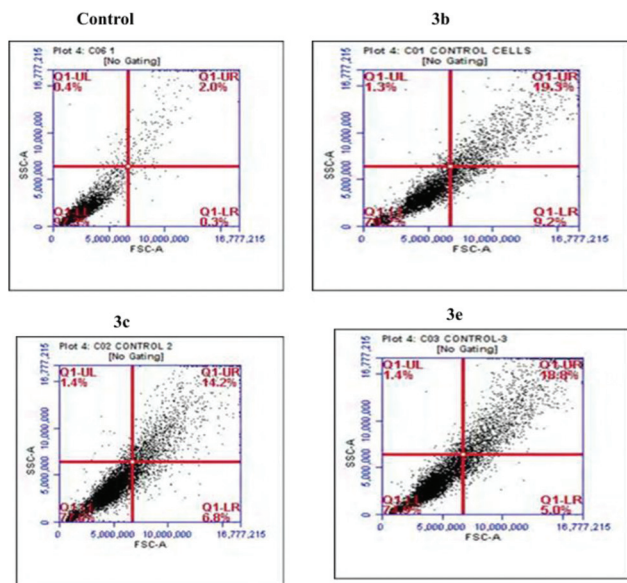 Control
Plot 4: C06 1
[No Gating]
Q1-UL
0.4%
Q1-UR
2.0%
Q1-LR
0.3%
16,777,215
10,000,000
5,000,000
0
SSC-A
0
5,000,000
10,000,000
16,777,215
FSC-A
3b
Plot 4: C01 CONTROL CELLS
[No Gating]
Q1-UL
1.3%
Q1-UR
19.3%
Q1-LR
9.2%
16,777,215
10,000,000
5,000,000
0
SSC-A
0
5,000,000
10,000,000
16,777,215
FSC-A
3c
Plot 4: C02 CONTROL 2
[No Gating]
Q1-UL
1.4%
Q1-UR
14.2%
Q1-LR
6.8%
16,777,215
10,000,000
5,000,000
0
SSC-A
0
5,000,000
10,000,000
16,777,215
FSC-A
3e
Plot 4: C03 CONTROL-3
[No Gating]
Q1-UL
1.4%
Q1-UR
18.8%
Q1-LR
5.0%
16,777,215
10,000,000
5,000,000
0
SSC-A
0
5,000,000
10,000,000
16,777,215
FSC-A